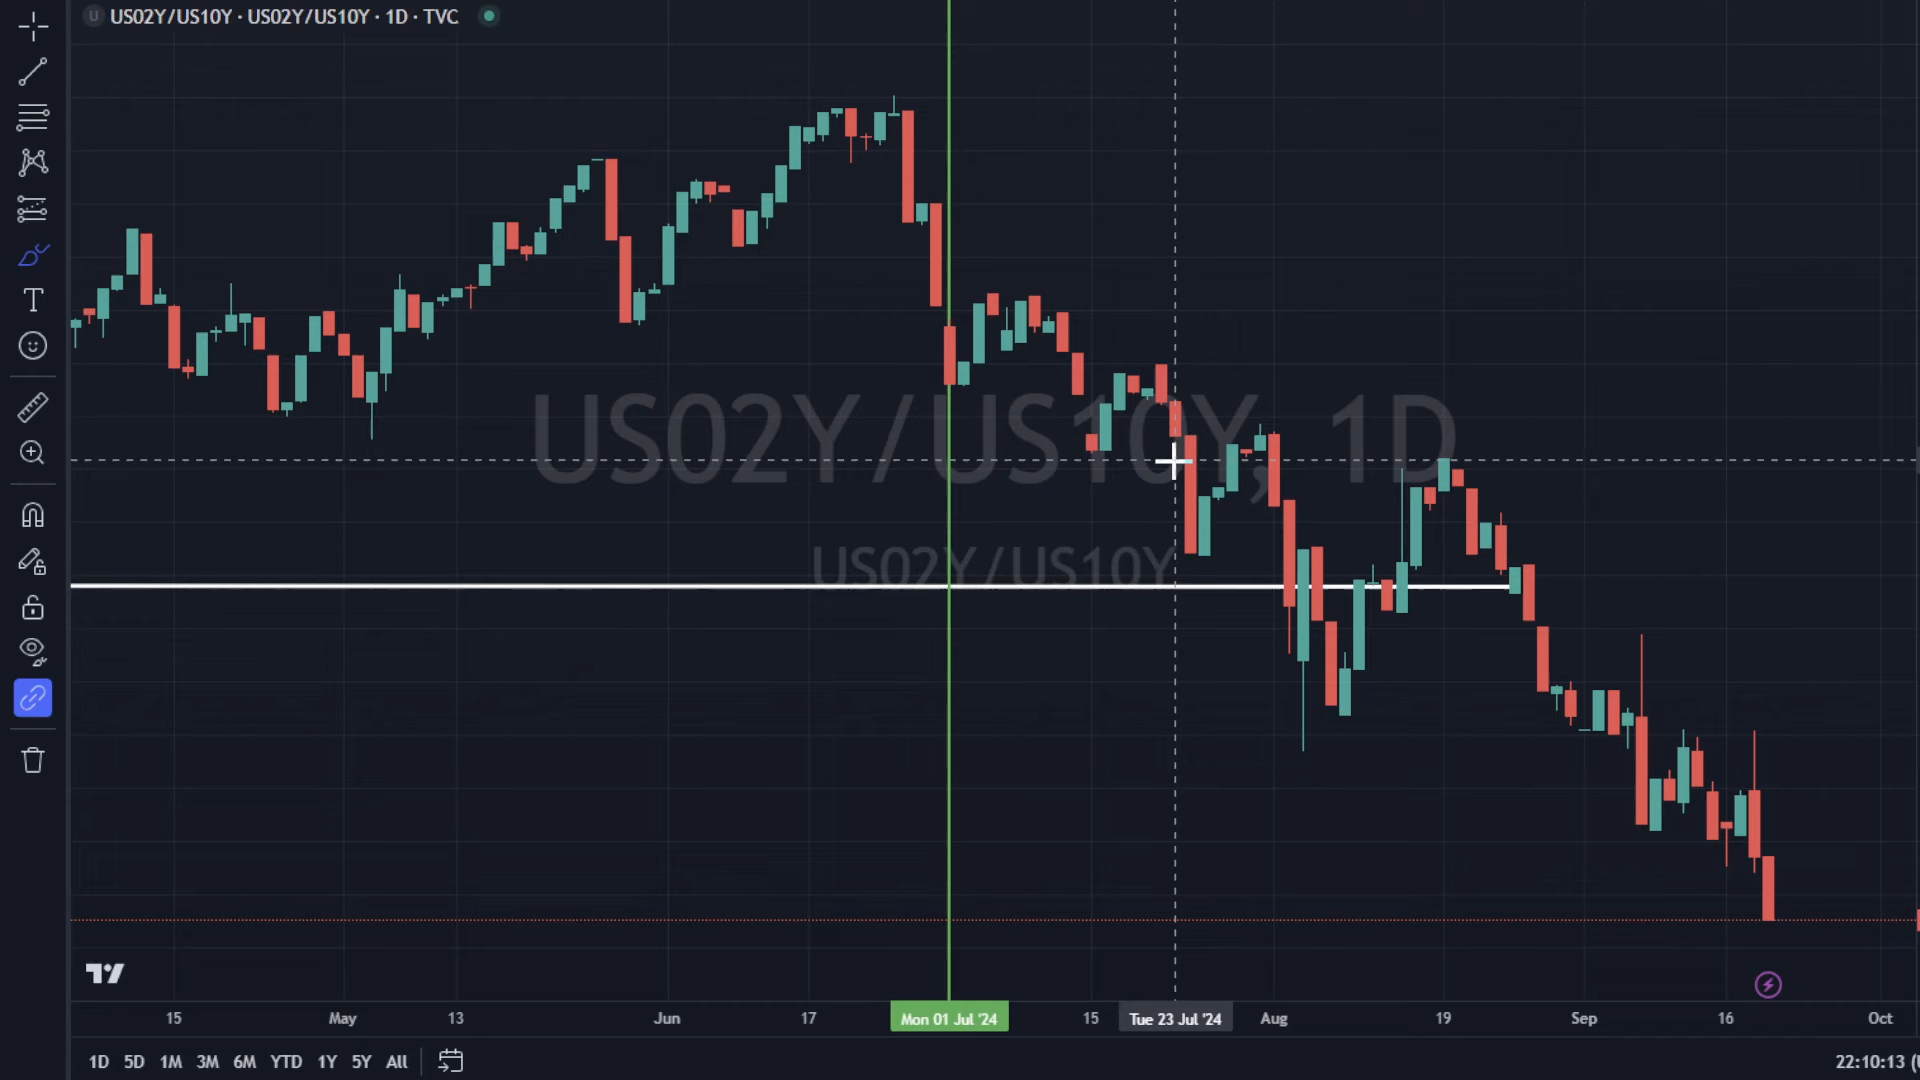 U US02Y/US10Y · US02Y/US10Y · 1D · TVC
US02Y/US10Y, 1D
US02Y/US10Y
15 May 13 Jun 17 Mon 01 Jul '24 15 Tue 23 Jul '24 Aug 19 Sep 16 Oct
1D 5D 1M 3M 6M YTD 1Y 5Y All 22:10:13 (